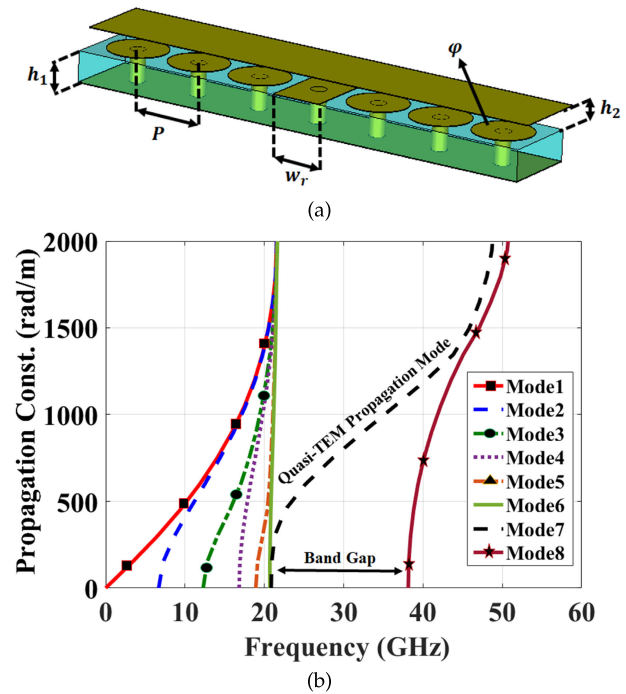 h₁
P
wᵣ
φ
h₂
(a)
2000
1500
1000
500
0
Propagation Const. (rad/m)
Quasi-TEM Propagation Mode
Band Gap
Mode1
Mode2
Mode3
Mode4
Mode5
Mode6
Mode7
Mode8
0 10 20 30 40 50 60
Frequency (GHz)
(b)